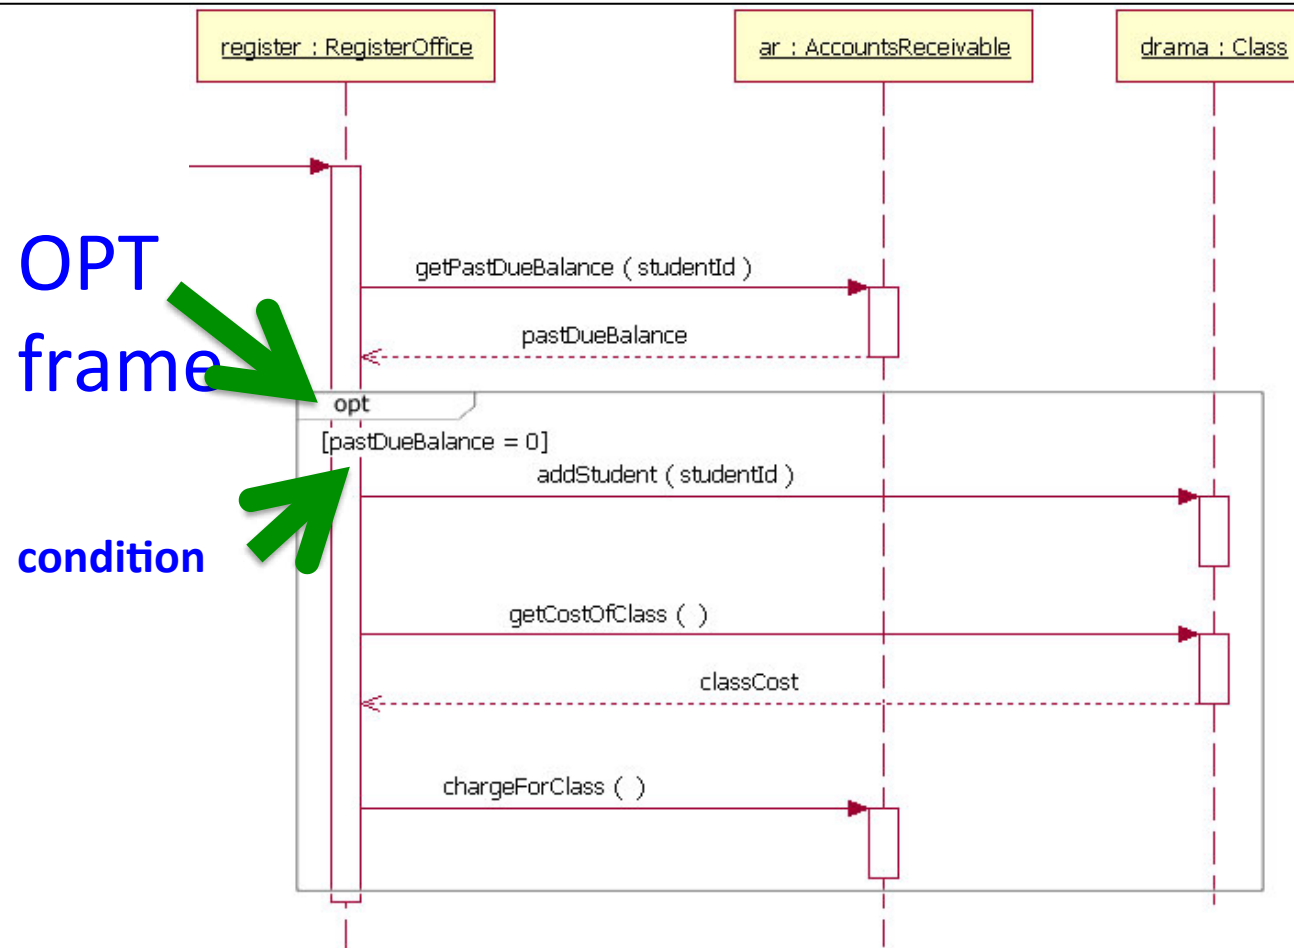 register : RegisterOffice
ar : AccountsReceivable
drama : Class
OPT
frame
getPastDueBalance ( studentId )
pastDueBalance
opt
[pastDueBalance = 0]
addStudent ( studentId )
condition
getCostOfClass ( )
classCost
chargeForClass ( )